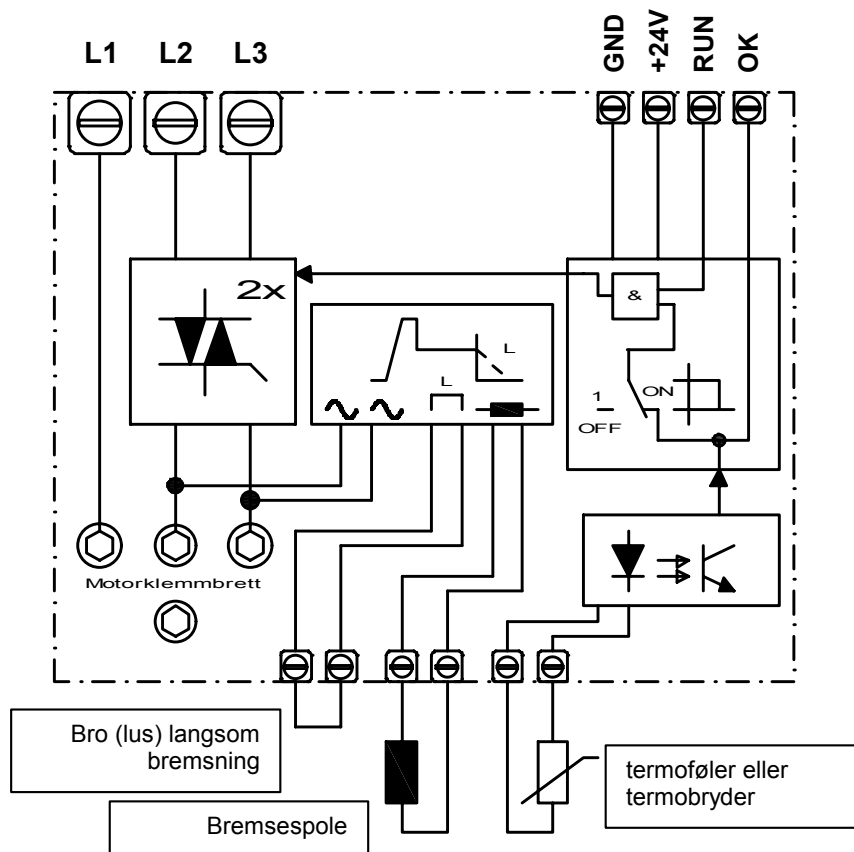 L1 L2 L3
GND +24V RUN OK
2x
&
L
L
1
ON
OFF
Motorklemmbrett
Bro (lus) langsom
bremsning
Bremsespole
termoføler eller
termobryder